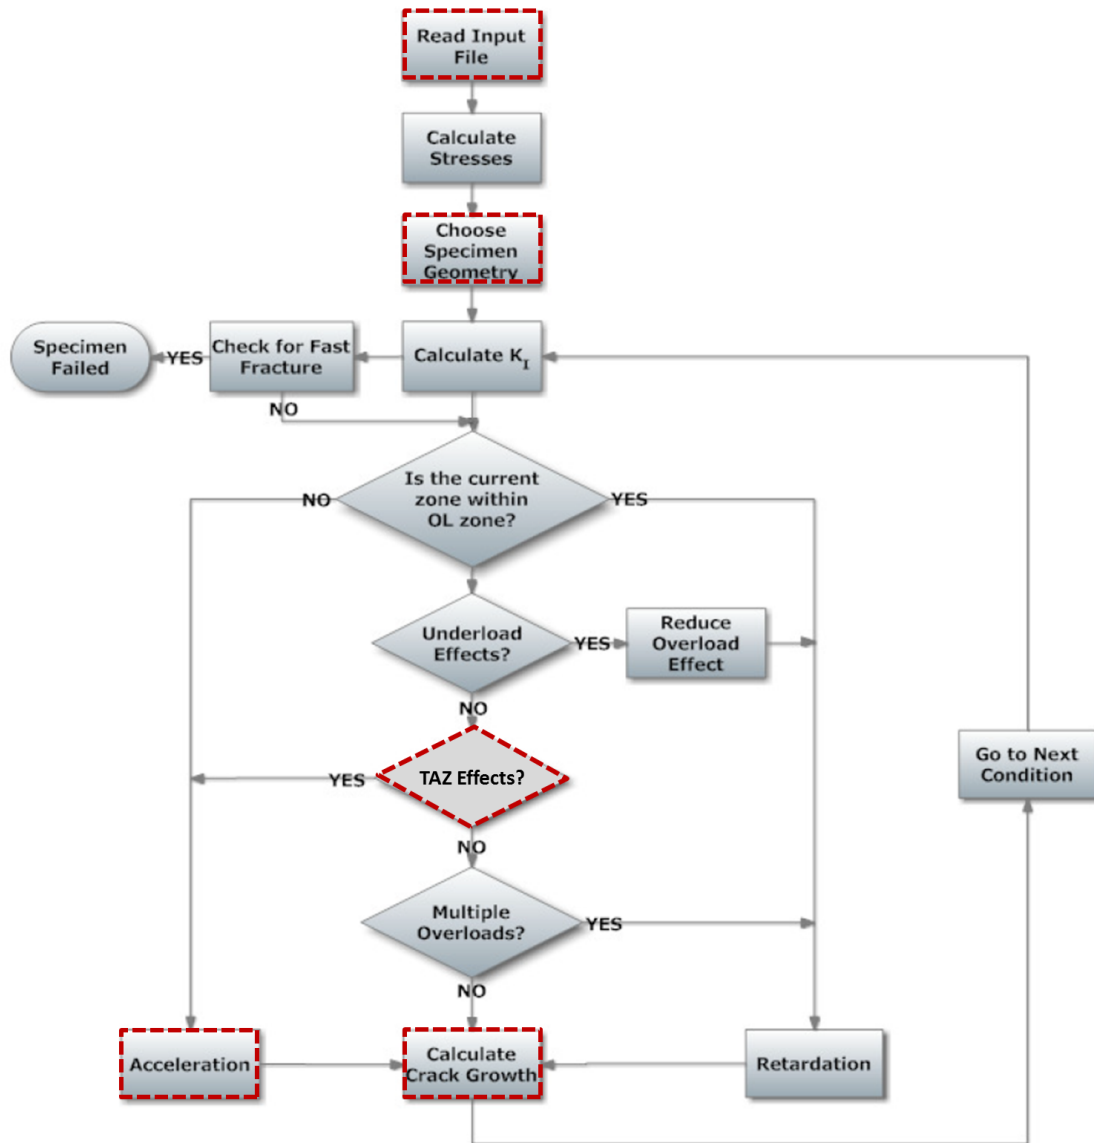 Read Input
File
Calculate
Stresses
Choose
Specimen
Geometry
Specimen
Failed
YES
Check for Fast
Fracture
Calculate K_I
NO
NO
Is the current
zone within
OL zone?
YES
Underload
Effects?
YES
Reduce
Overload
Effect
NO
YES
TAZ Effects?
Go to Next
Condition
NO
Multiple
Overloads?
YES
NO
Acceleration
Calculate
Crack Growth
Retardation